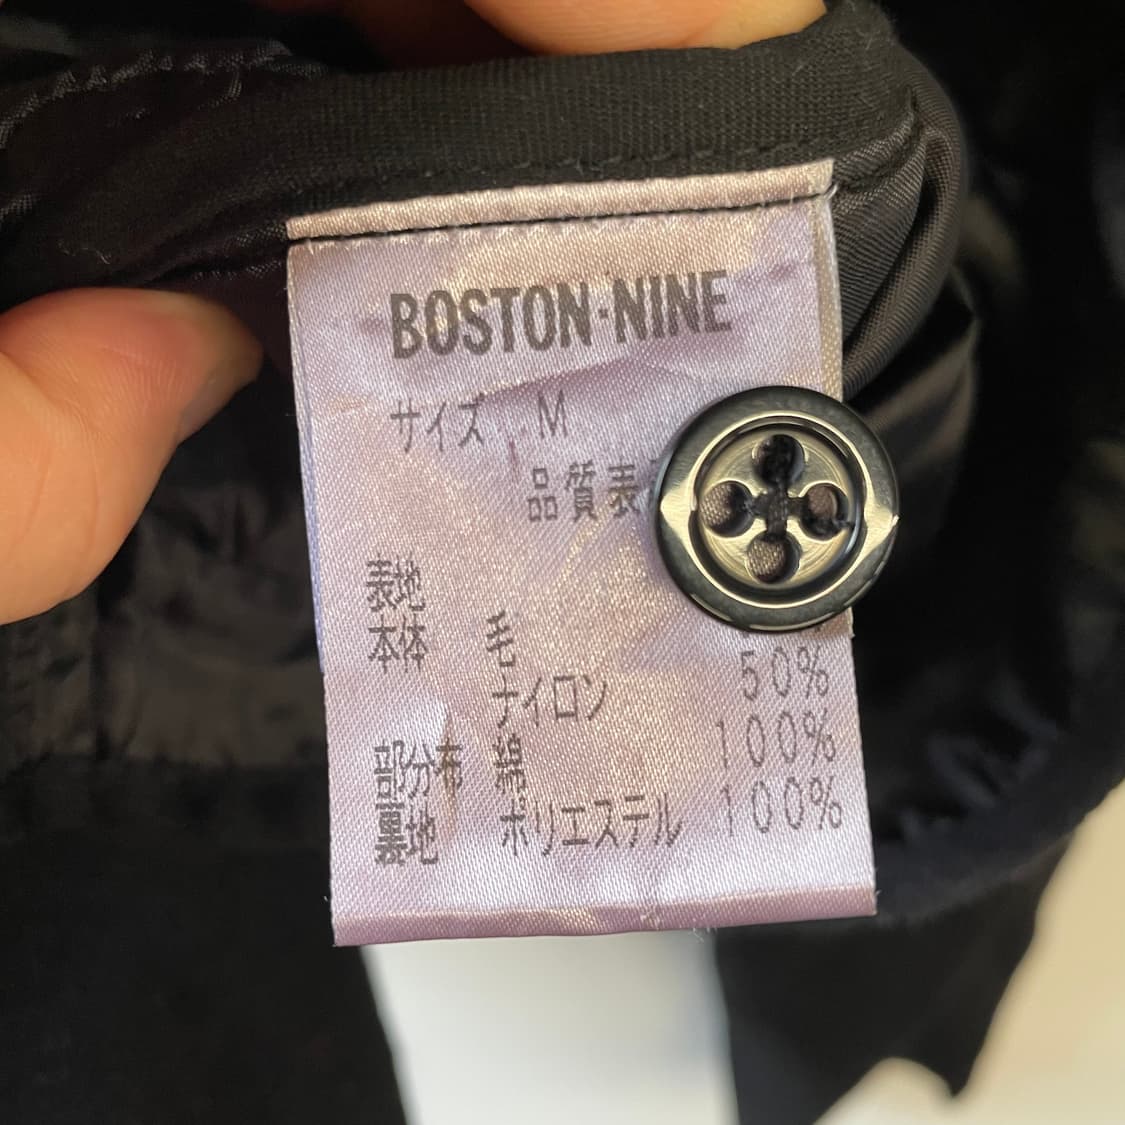 BOSTON·NINE
サイズ M
品質表
表地
本体 毛
ナイロン 50%
部分布 綿 100%
裏地 ポリエステル 100%